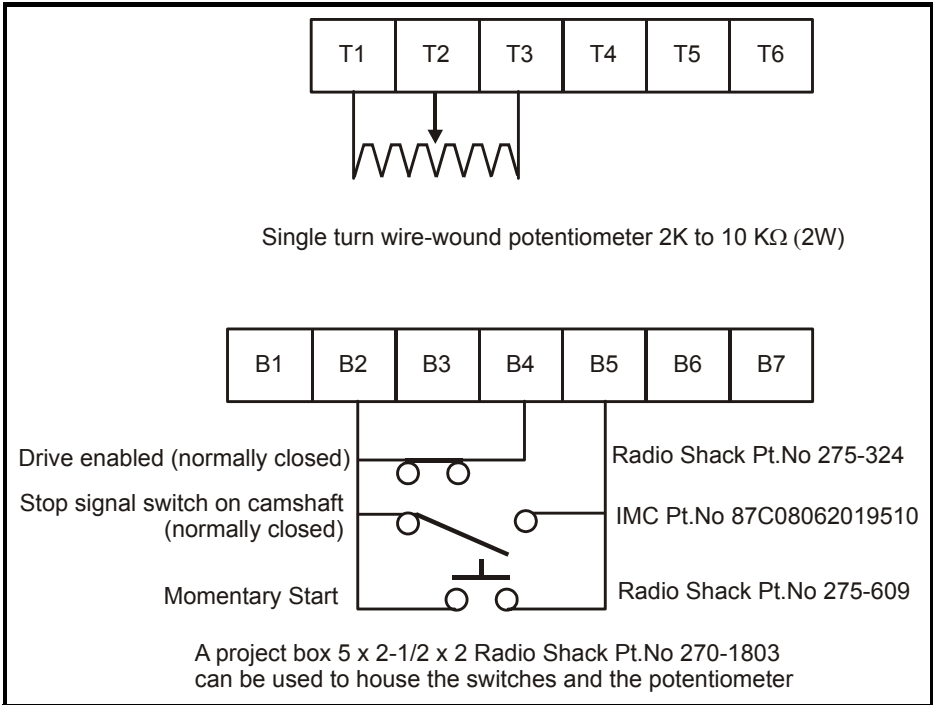 T1 T2 T3 T4 T5 T6
Single turn wire-wound potentiometer 2K to 10 KΩ (2W)
B1 B2 B3 B4 B5 B6 B7
Drive enabled (normally closed)
Radio Shack Pt.No 275-324
Stop signal switch on camshaft
(normally closed)
IMC Pt.No 87C08062019510
Momentary Start
Radio Shack Pt.No 275-609
A project box 5 x 2-1/2 x 2 Radio Shack Pt.No 270-1803
can be used to house the switches and the potentiometer